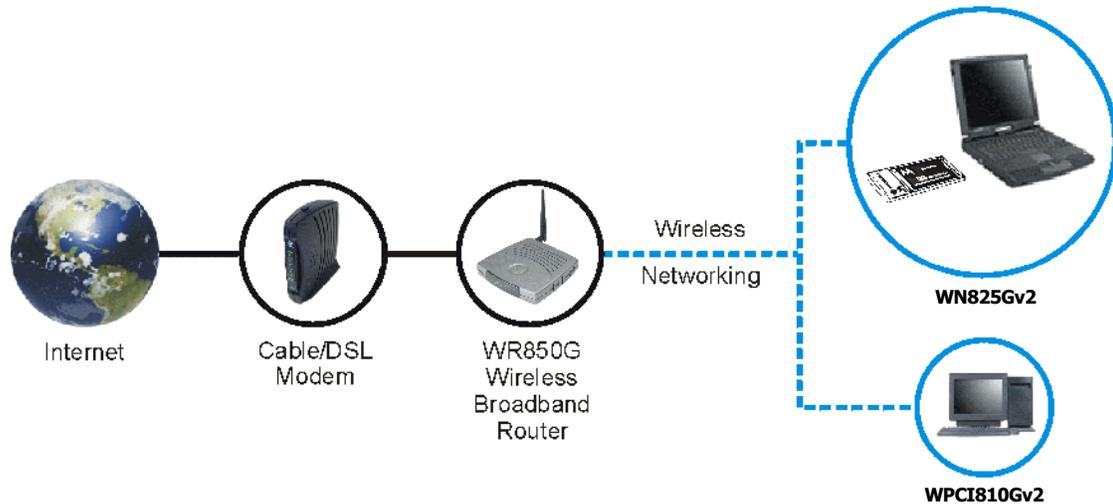 Internet
Cable/DSL
Modem
WR850G
Wireless
Broadband
Router
Wireless
Networking
WN825Gv2
WPCI810Gv2